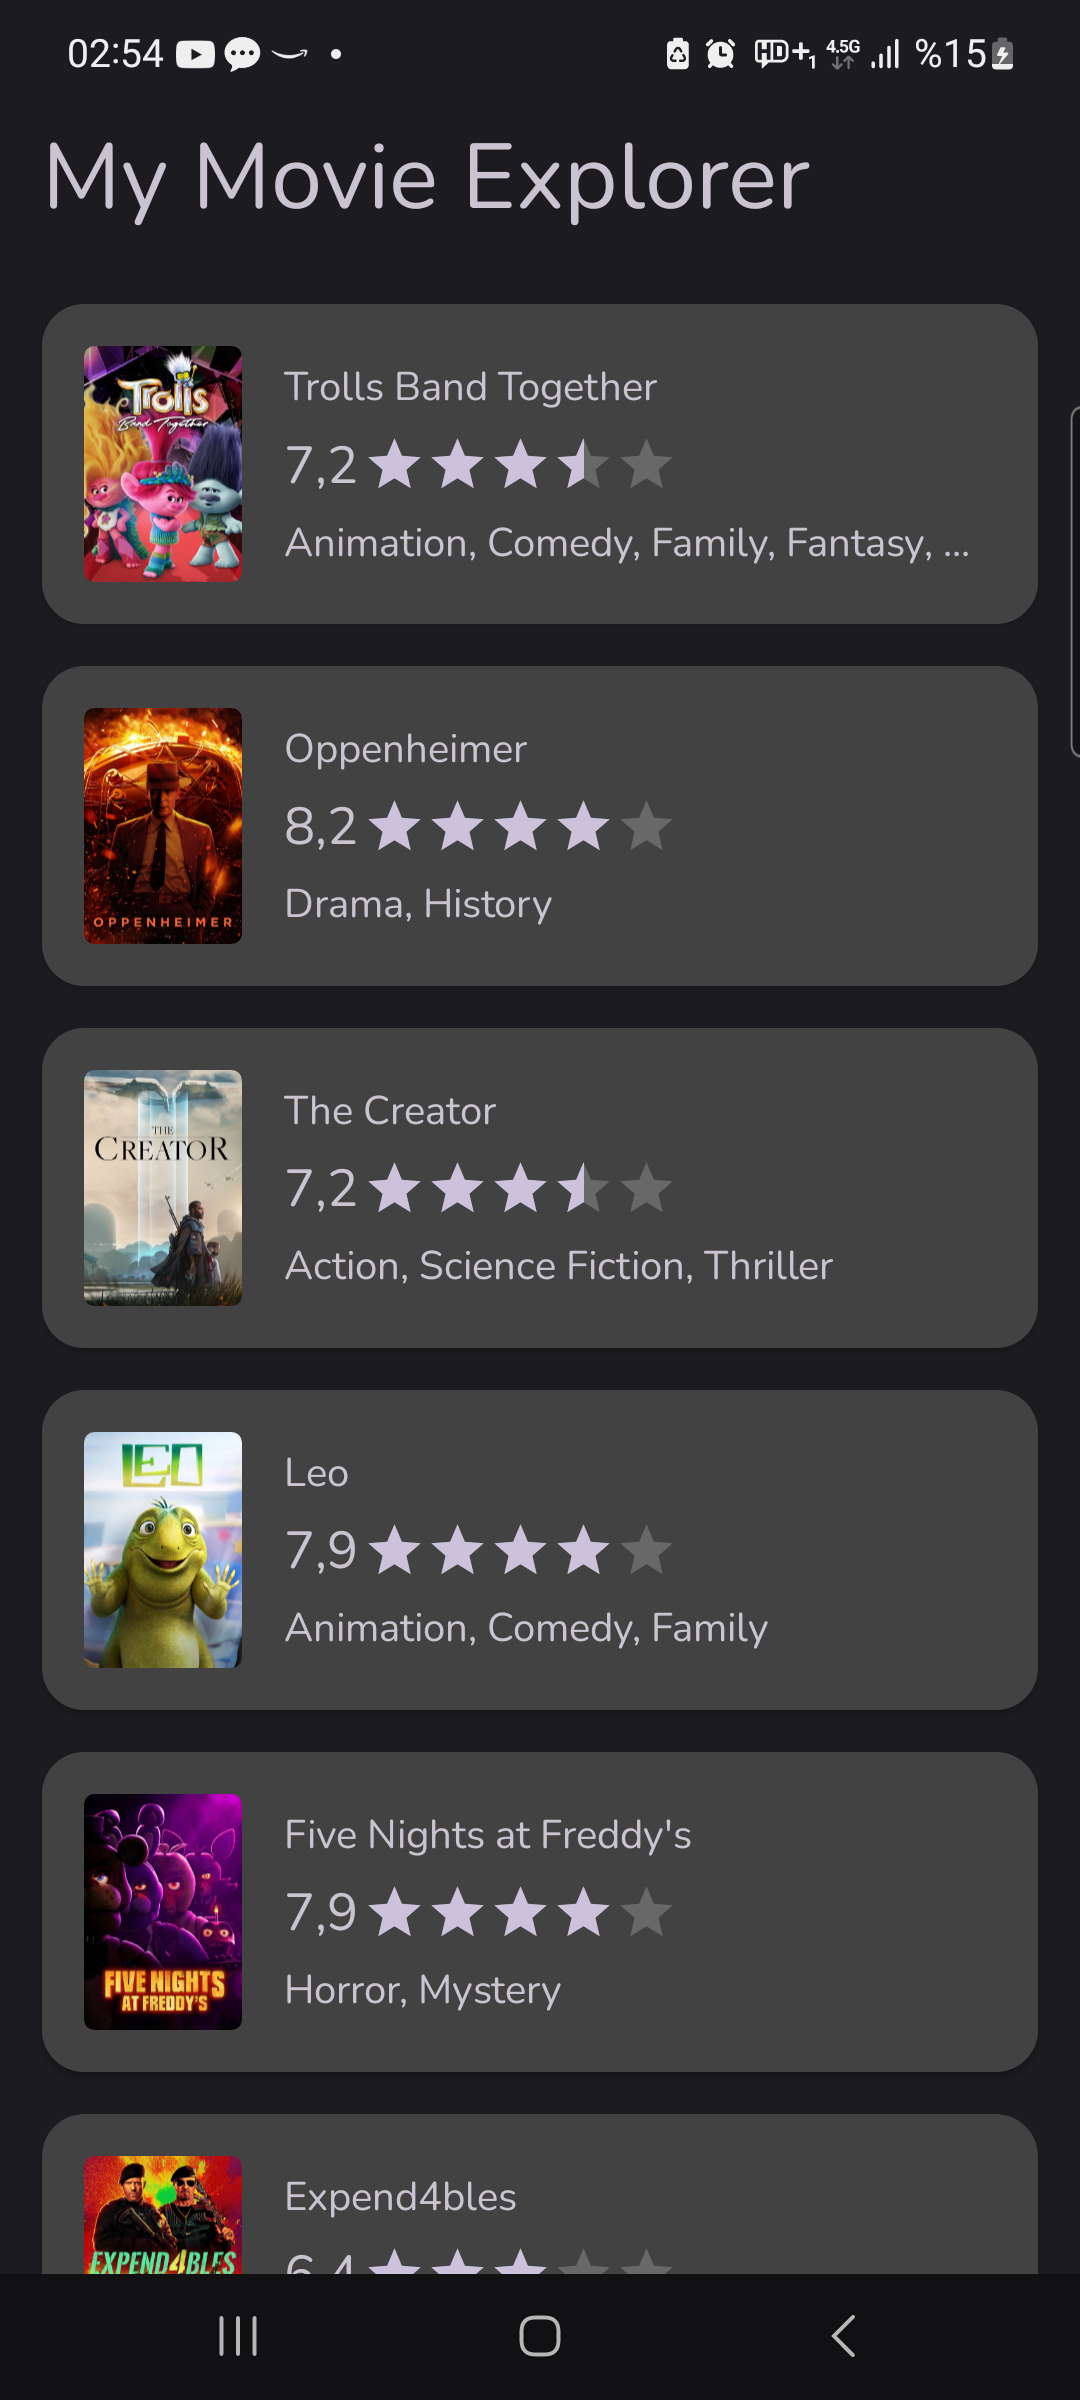 02:54 HD+1 4.5G %15
My Movie Explorer
Trolls
Band Together
Trolls Band Together
7,2
Animation, Comedy, Family, Fantasy, ...
Oppenheimer
8,2
Drama, History
OPPENHEIMER
The Creator
THE
CREATOR
7,2
Action, Science Fiction, Thriller
LEO
Leo
7,9
Animation, Comedy, Family
Five Nights at Freddy's
7,9
Horror, Mystery
FIVE NIGHTS
AT FREDDY'S
Expend4bles
EXPEND4BLES
6,4